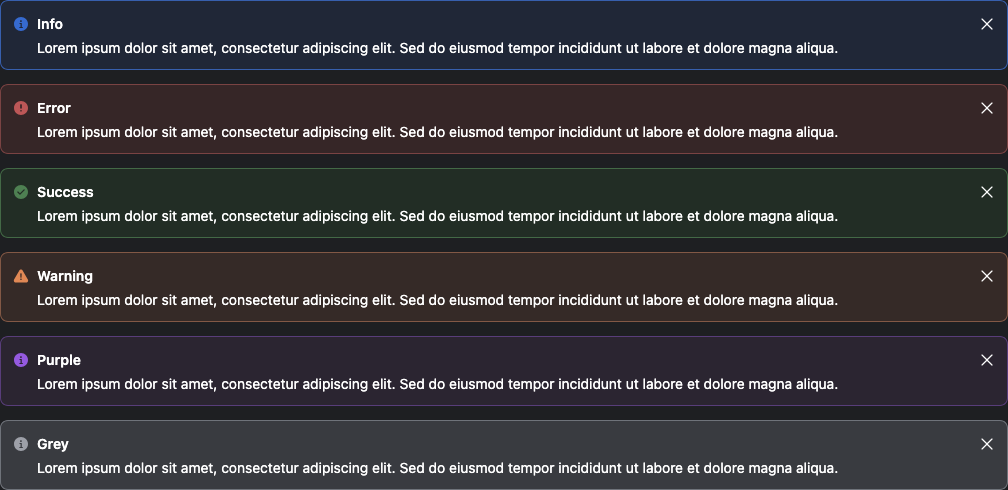 Info
Lorem ipsum dolor sit amet, consectetur adipiscing elit. Sed do eiusmod tempor incididunt ut labore et dolore magna aliqua.
Error
Lorem ipsum dolor sit amet, consectetur adipiscing elit. Sed do eiusmod tempor incididunt ut labore et dolore magna aliqua.
Success
Lorem ipsum dolor sit amet, consectetur adipiscing elit. Sed do eiusmod tempor incididunt ut labore et dolore magna aliqua.
Warning
Lorem ipsum dolor sit amet, consectetur adipiscing elit. Sed do eiusmod tempor incididunt ut labore et dolore magna aliqua.
Purple
Lorem ipsum dolor sit amet, consectetur adipiscing elit. Sed do eiusmod tempor incididunt ut labore et dolore magna aliqua.
Grey
Lorem ipsum dolor sit amet, consectetur adipiscing elit. Sed do eiusmod tempor incididunt ut labore et dolore magna aliqua.